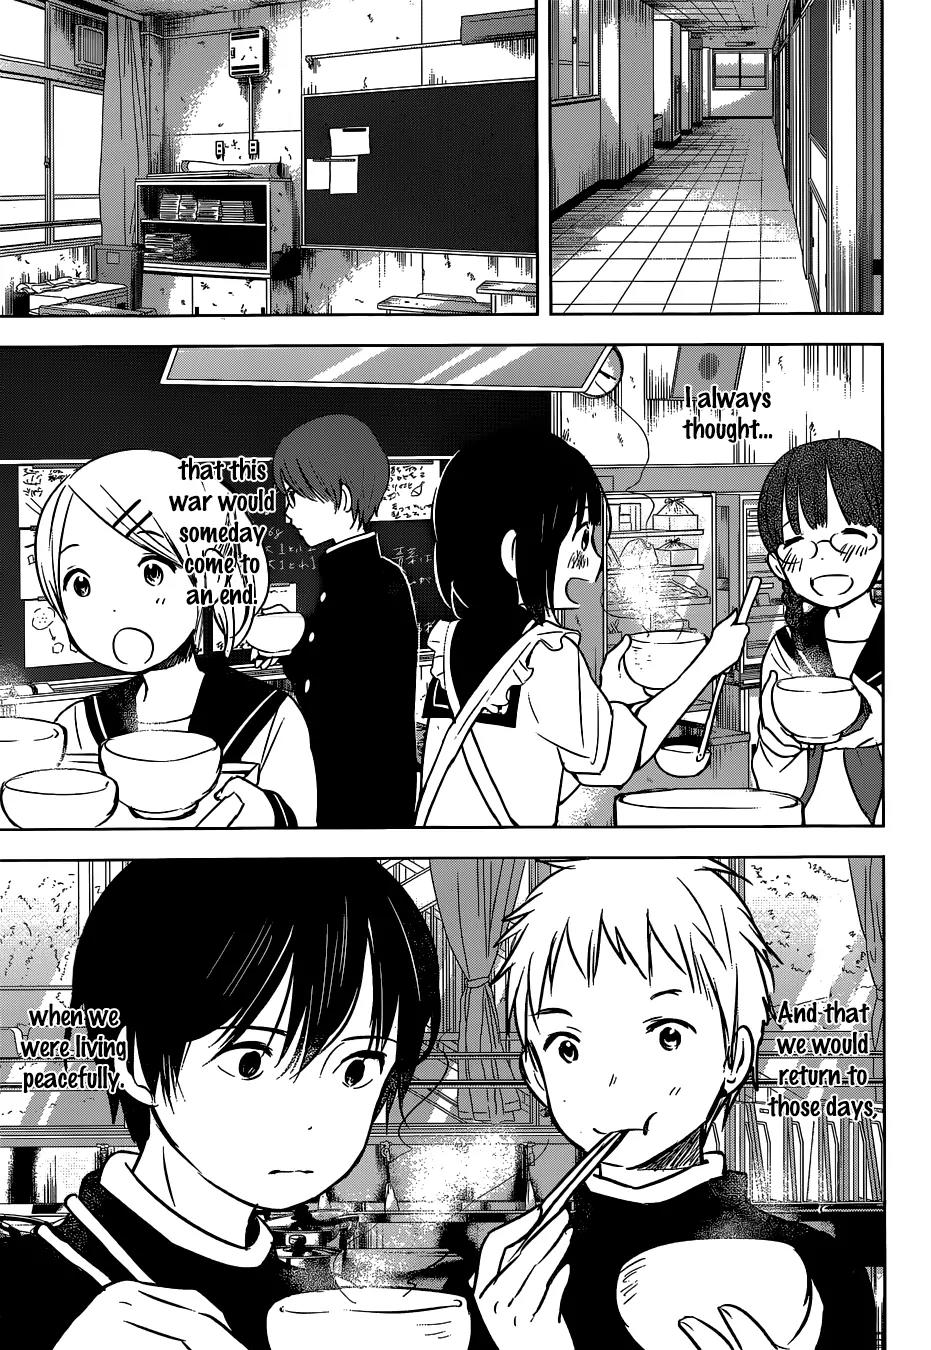 I always
thought...
that this
war would
someday
come to
an end.
And that
we would
return to
those days,
when we
were living
peacefully.